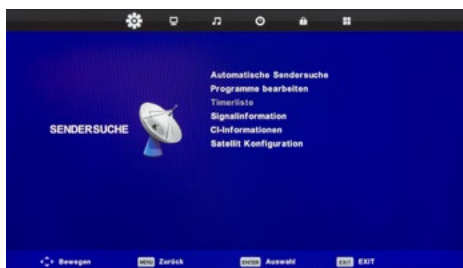 Automatische Sendersuche
Programme bearbeiten
Timerliste
Signalinformation
CI-Informationen
Satellit Konfiguration
SENDERSUCHE
Bewegen
MENU Zurück
ENTER Auswahl
EXIT EXIT